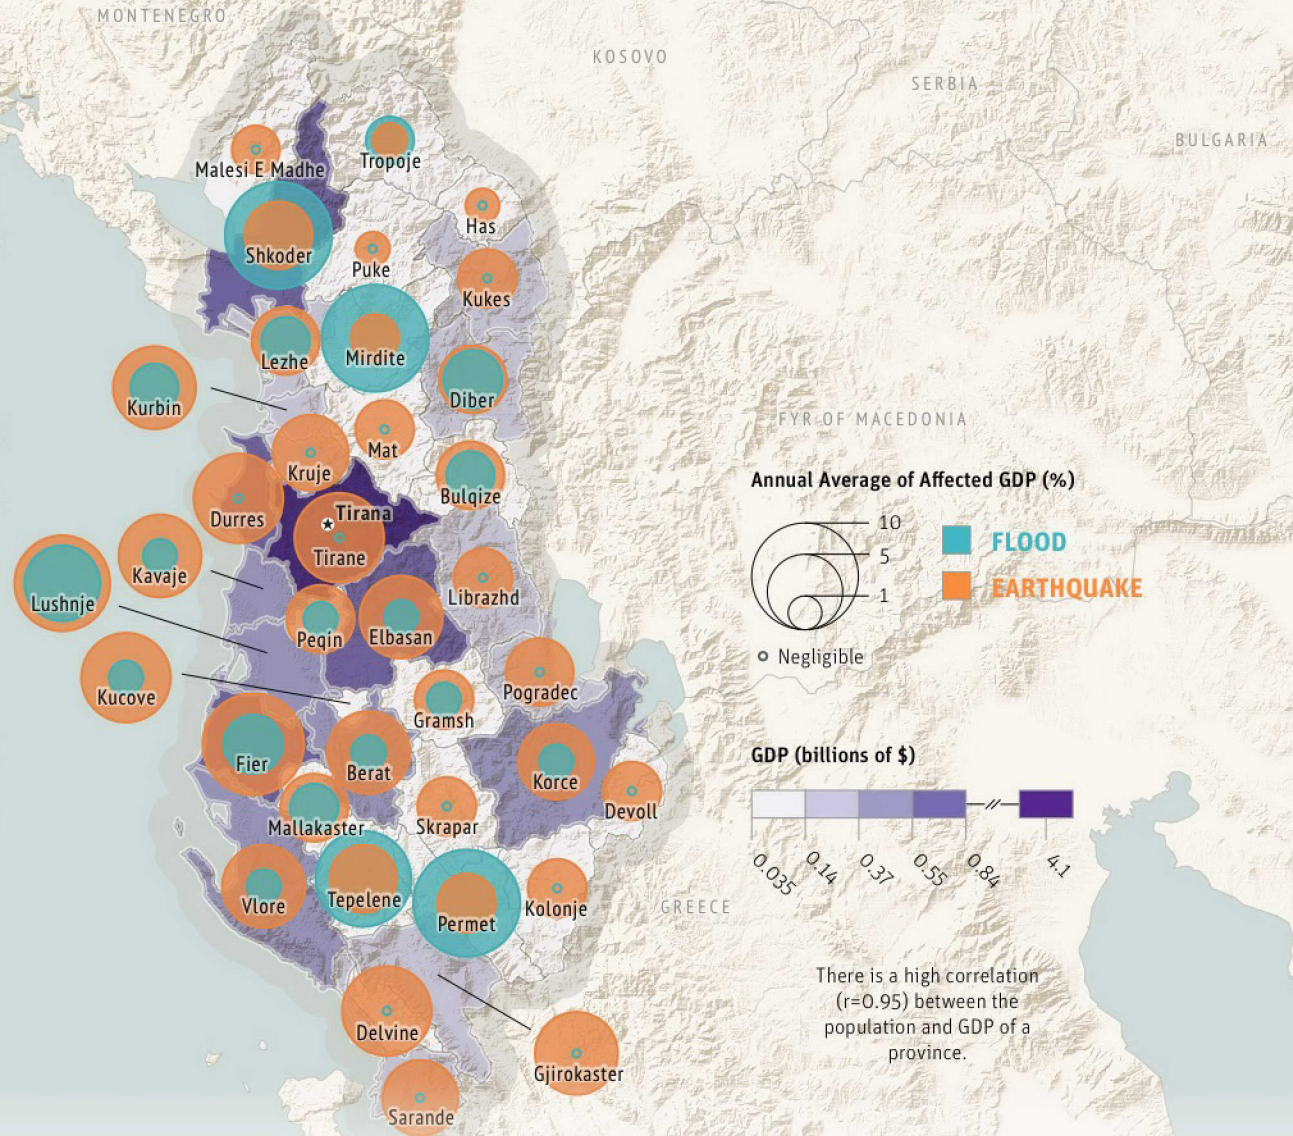 MONTENEGRO
KOSOVO
SERBIA
BULGARIA
Tropoje
Malesi E Madhe
Has
Shkoder
Puke
Kukes
Lezhe
Mirdite
Diber
Kurbin
FYR OF MACEDONIA
Mat
Kruje
Bulqize
Durres
Tirana
Tirane
Kavaje
Lushnje
Librazhd
Peqin
Elbasan
Kucove
Pogradec
Gramsh
Fier
Berat
Korce
Devoll
Mallakaster
Skrapar
Vlore
Tepelene
Permet
Kolonje
GREECE
Delvine
Gjirokaster
Sarande
Annual Average of Affected GDP (%)
10
5
1
Negligible
FLOOD
EARTHQUAKE
GDP (billions of $)
0.035
0.14
0.37
0.55
0.84
4.1
There is a high correlation
(r=0.95) between the
population and GDP of a
province.